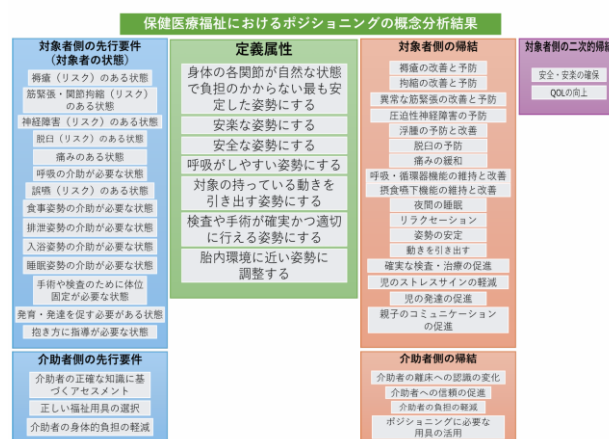 保健医療福祉におけるポジショニングの概念分析結果
対象者側の先行要件
(対象者の状態)
褥瘡（リスク）のある状態
筋緊張・関節拘縮（リスク）
のある状態
神経障害（リスク）のある状態
脱臼（リスク）のある状態
痛みのある状態
呼吸の介助が必要な状態
誤嚥（リスク）のある状態
食事姿勢の介助が必要な状態
排泄姿勢の介助が必要な状態
入浴姿勢の介助が必要な状態
睡眠姿勢の介助が必要な状態
手術や検査のために体位
固定が必要な状態
発育・発達を促す必要がある状態
抱き方に指導が必要な状態
介助者側の先行要件
介助者の正確な知識に基
づくアセスメント
正しい福祉用具の選択
介助者の身体的負担の軽減
定義属性
身体の各関節が自然な状態
で負担のかからない最も安
定した姿勢にする
安楽な姿勢にする
安全な姿勢にする
呼吸がしやすい姿勢にする
対象の持っている動きを
引き出す姿勢にする
検査や手術が確実かつ適切
に行える姿勢にする
胎内環境に近い姿勢に
調整する
対象者側の帰結
褥瘡の改善と予防
拘縮の改善と予防
異常な筋緊張の改善と予防
圧迫性神経障害の予防
浮腫の予防と改善
脱臼の予防
痛みの緩和
呼吸・循環器機能の維持と改善
摂食嚥下機能の維持と改善
夜間の睡眠
リラクセーション
姿勢の安定
動きを引き出す
確実な検査・治療の促進
児のストレスサインの軽減
児の発達の促進
親子のコミュニケーション
の促進
介助者側の帰結
介助者の離床への認識の変化
介助者への信頼の促進
介助者の負担の軽減
ポジショニングに必要な
用具の活用
対象者側の二次的帰結
安全・安楽の確保
QOLの向上